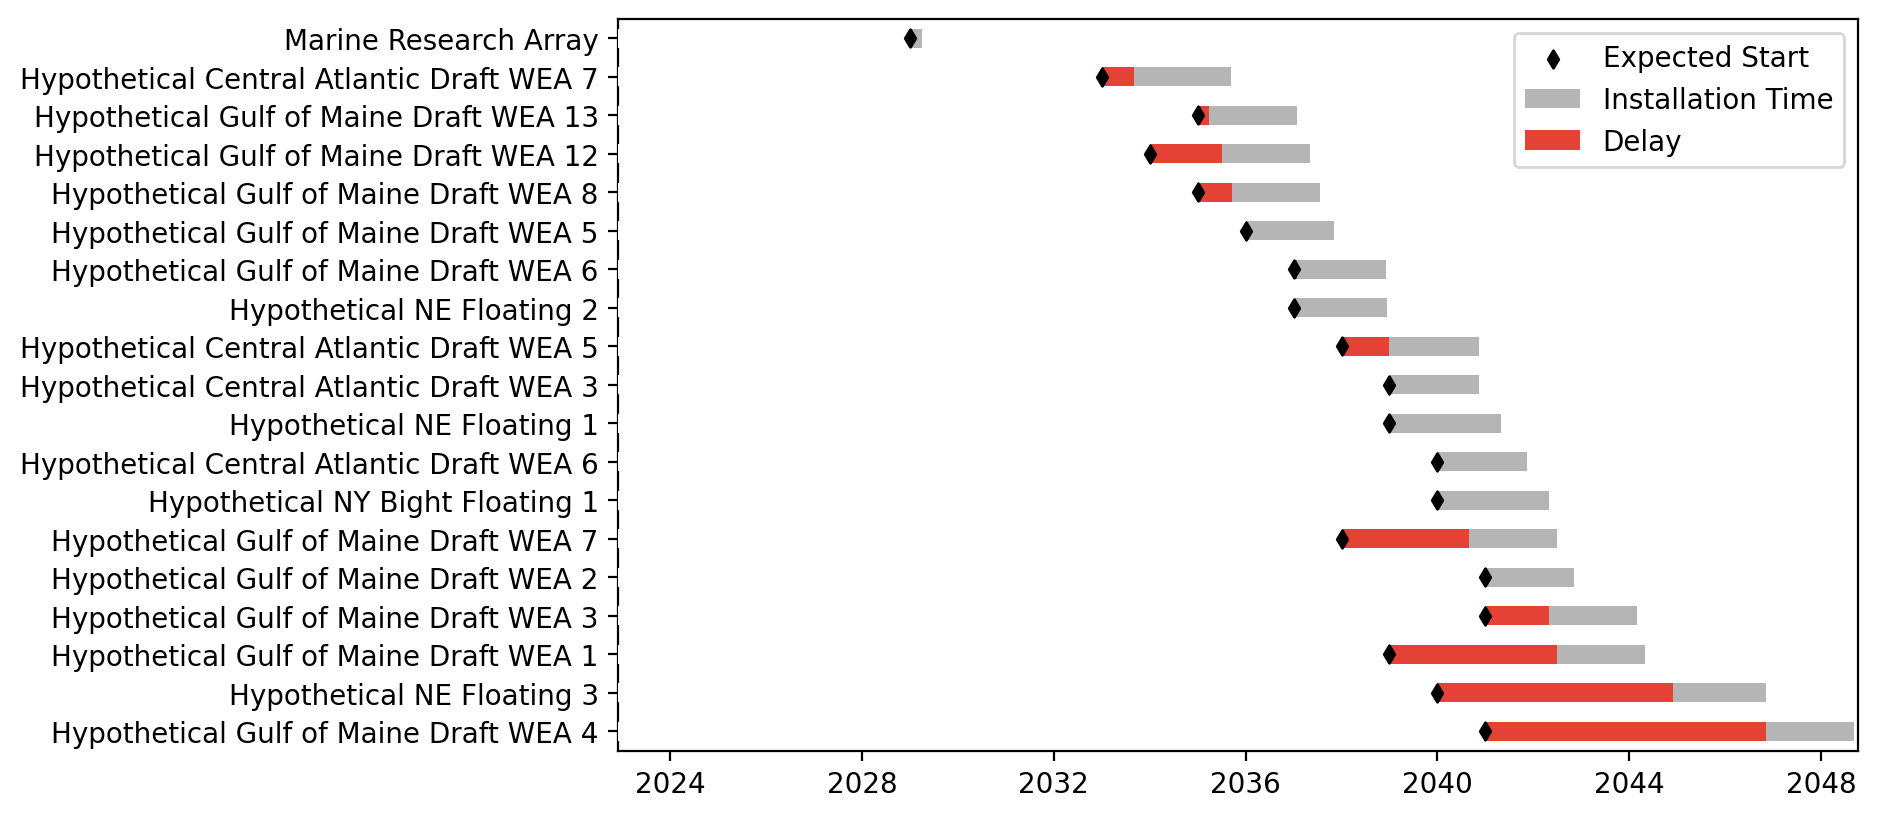 Marine Research Array
Hypothetical Central Atlantic Draft WEA 7
Hypothetical Gulf of Maine Draft WEA 13
Hypothetical Gulf of Maine Draft WEA 12
Hypothetical Gulf of Maine Draft WEA 8
Hypothetical Gulf of Maine Draft WEA 5
Hypothetical Gulf of Maine Draft WEA 6
Hypothetical NE Floating 2
Hypothetical Central Atlantic Draft WEA 5
Hypothetical Central Atlantic Draft WEA 3
Hypothetical NE Floating 1
Hypothetical Central Atlantic Draft WEA 6
Hypothetical NY Bight Floating 1
Hypothetical Gulf of Maine Draft WEA 7
Hypothetical Gulf of Maine Draft WEA 2
Hypothetical Gulf of Maine Draft WEA 3
Hypothetical Gulf of Maine Draft WEA 1
Hypothetical NE Floating 3
Hypothetical Gulf of Maine Draft WEA 4
Expected Start
Installation Time
Delay
2024 2028 2032 2036 2040 2044 2048